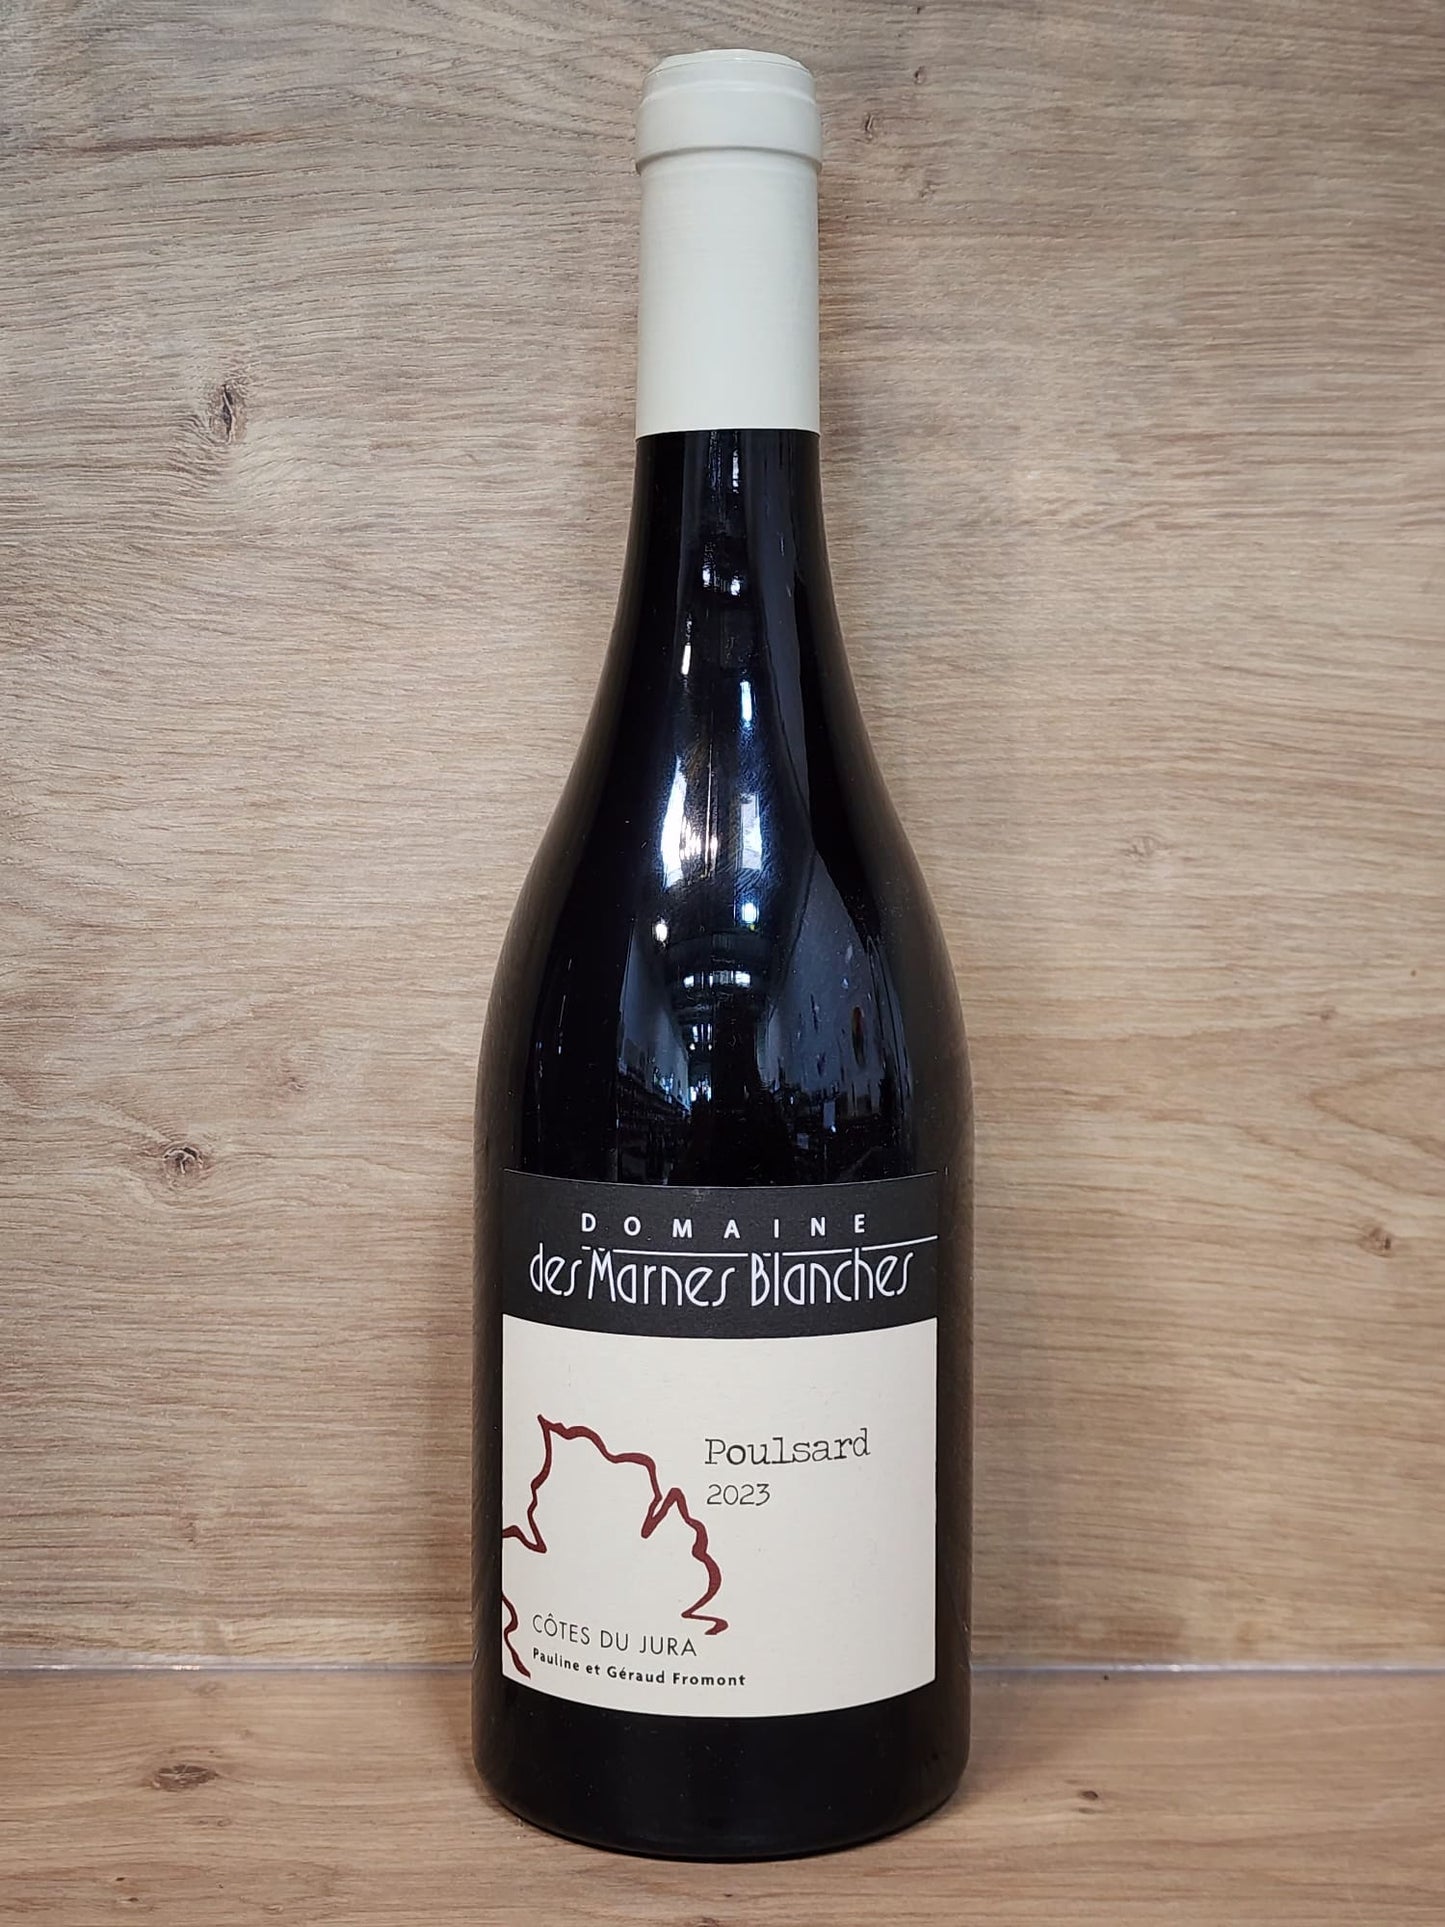 DOMAINE
des Marnes Blanches
Poulsard
2023
CÔTES DU JURA
Pauline et Géraud Fromont